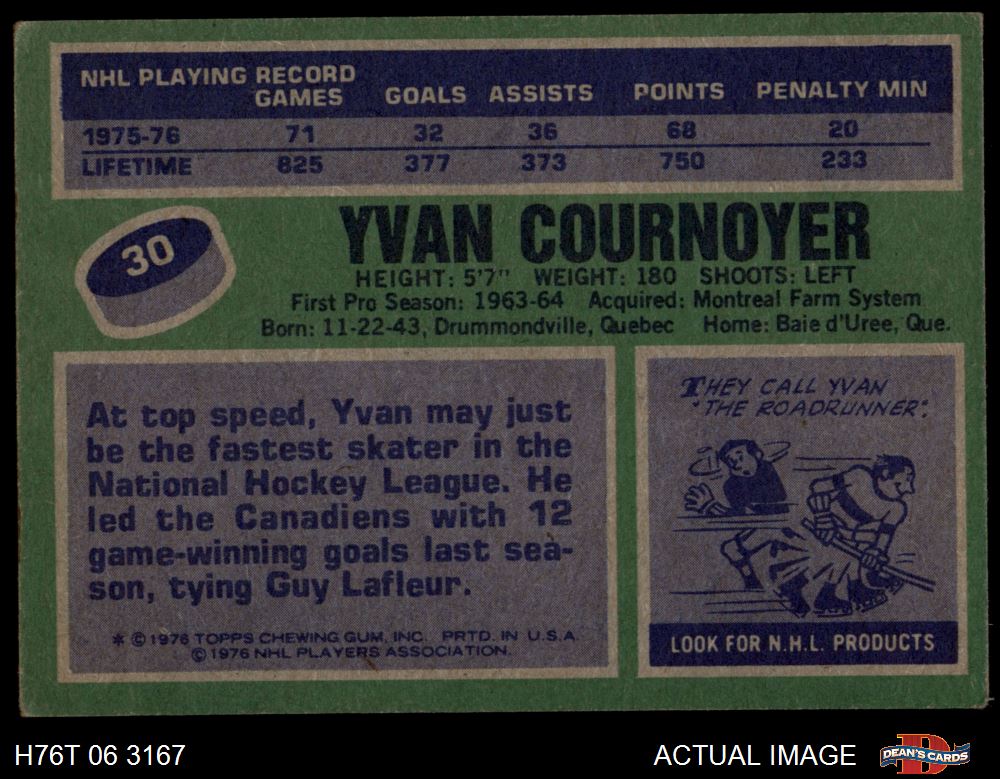 NHL PLAYING RECORD
GAMES GOALS ASSISTS POINTS PENALTY MIN
1975-76 71 32 36 68 20
LIFETIME 825 377 373 750 233
30
YVAN COURNOYER
HEIGHT: 5'7" WEIGHT: 180 SHOOTS: LEFT
First Pro Season: 1963-64 Acquired: Montreal Farm System
Born: 11-22-43, Drummondville, Quebec Home: Baie d'Uree, Que.
At top speed, Yvan may just
be the fastest skater in the
National Hockey League. He
led the Canadiens with 12
game-winning goals last sea-
son, tying Guy Lafleur.
* © 1976 TOPPS CHEWING GUM, INC. PRTD. IN U.S.A.
© 1976 NHL PLAYERS ASSOCIATION.
THEY CALL YVAN
"THE ROADRUNNER".
LOOK FOR N.H.L. PRODUCTS
H76T 06 3167
ACTUAL IMAGE
D
DEAN'S CARDS